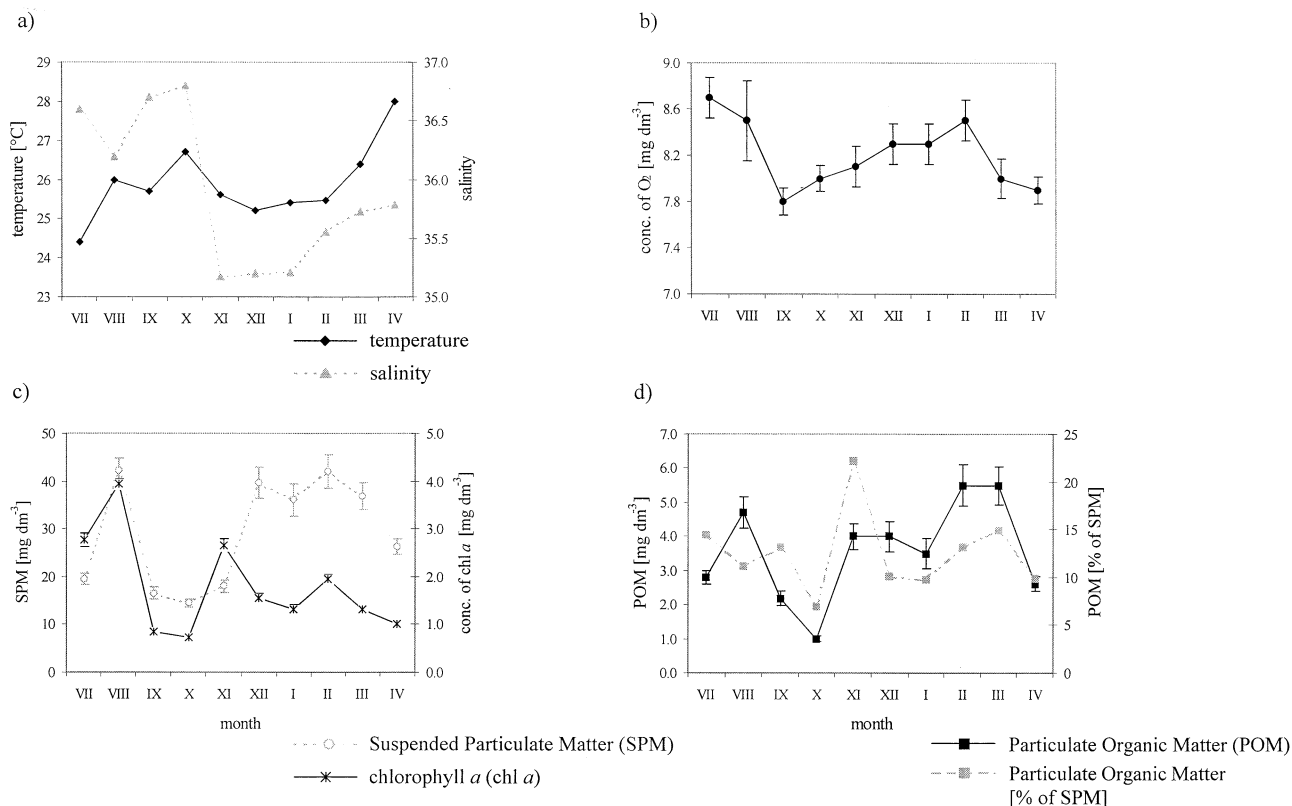 a)
29
28
27
26
25
24
23
temperature [°C]
37.0
36.5
36.0
35.5
35.0
salinity
VII VIII IX X XI XII I II III IV
temperature
salinity
b)
9.0
8.6
8.2
7.8
7.4
7.0
conc. of O₂ [mg dm⁻³]
VII VIII IX X XI XII I II III IV
c)
50
40
30
20
10
0
SPM [mg dm⁻³]
5.0
4.0
3.0
2.0
1.0
0.0
conc. of chl a [mg dm⁻³]
VII VIII IX X XI XII I II III IV
month
Suspended Particulate Matter (SPM)
chlorophyll a (chl a)
d)
7.0
6.0
5.0
4.0
3.0
2.0
1.0
0.0
POM [mg dm⁻³]
25
20
15
10
5
0
POM [% of SPM]
VII VIII IX X XI XII I II III IV
month
Particulate Organic Matter (POM)
Particulate Organic Matter
[% of SPM]